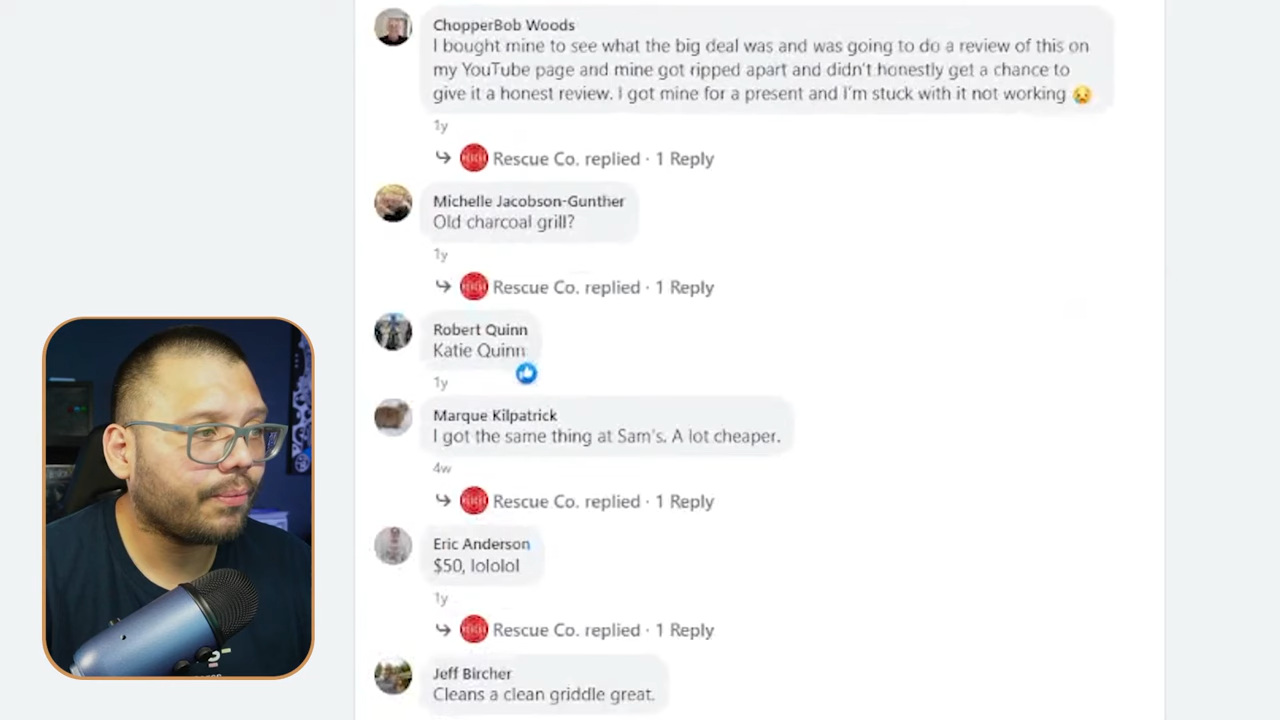 ChopperBob Woods
I bought mine to see what the big deal was and was going to do a review of this on
my YouTube page and mine got ripped apart and didn't honestly get a chance to
give it a honest review. I got mine for a present and I'm stuck with it not working 😥
1y
Rescue Co. replied · 1 Reply
Michelle Jacobson-Gunther
Old charcoal grill?
1y
Rescue Co. replied · 1 Reply
Robert Quinn
Katie Quinn
1y
Marque Kilpatrick
I got the same thing at Sam's. A lot cheaper.
4w
Rescue Co. replied · 1 Reply
Eric Anderson
$50, lololol
1y
Rescue Co. replied · 1 Reply
Jeff Bircher
Cleans a clean griddle great.